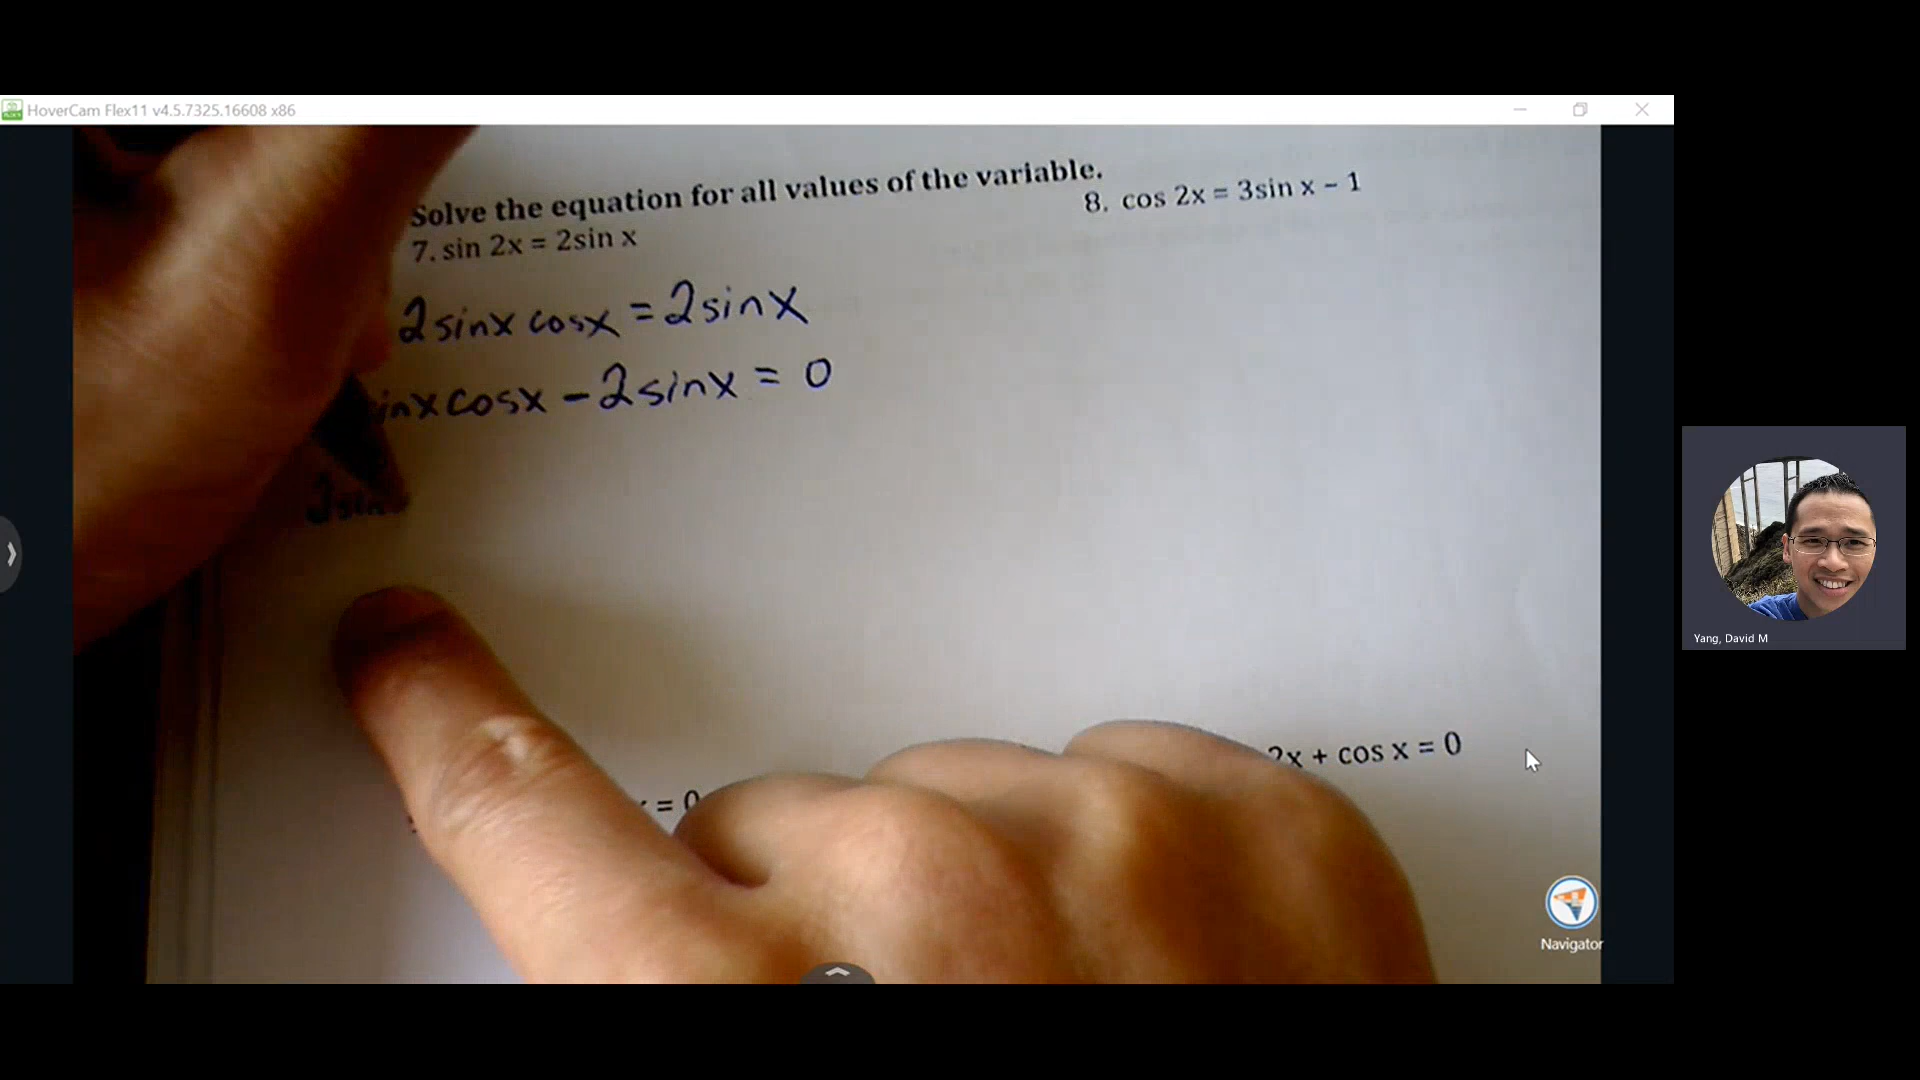 HoverCam Flex11 v4.5.7325.16608 x86
Solve the equation for all values of the variable.
7. sin 2x = 2sin x
8. cos 2x = 3sin x – 1
2sinx cosx = 2sinx
inx cosx – 2sinx = 0
2sin
= 0
2x + cos x = 0
Navigator
Yang, David M